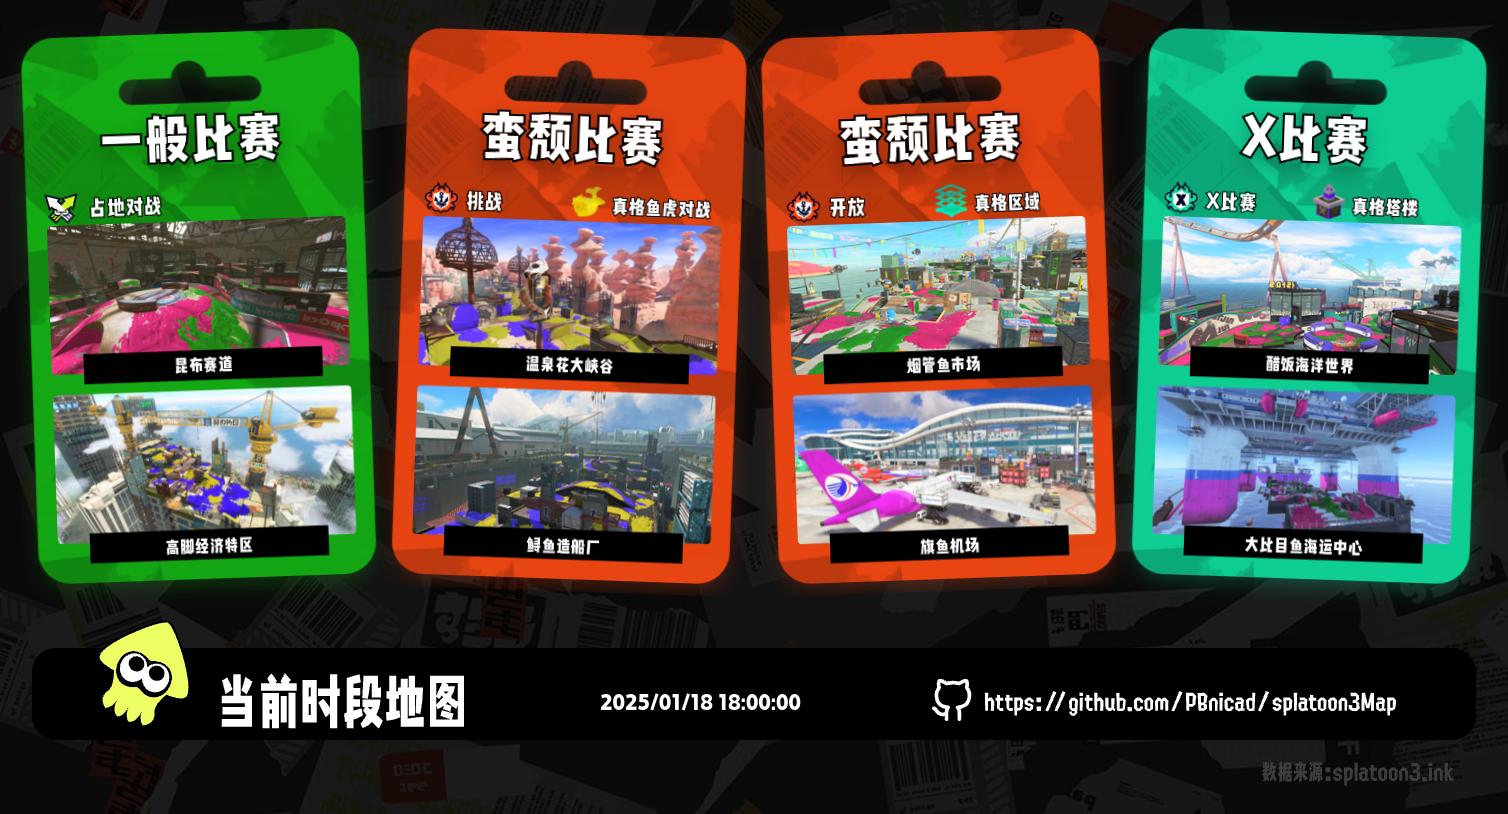 一般比赛
占地对战
昆布赛道
高脚经济特区
蛮颓比赛
挑战
真格鱼虎对战
温泉花大峡谷
鲟鱼造船厂
蛮颓比赛
开放
真格区域
烟管鱼市场
旗鱼机场
X比赛
X比赛
真格塔楼
醋饭海洋世界
大比目鱼海运中心
当前时段地图
2025/01/18 18:00:00
https://github.com/PBnicad/splatoon3Map
数据来源:splatoon3.ink